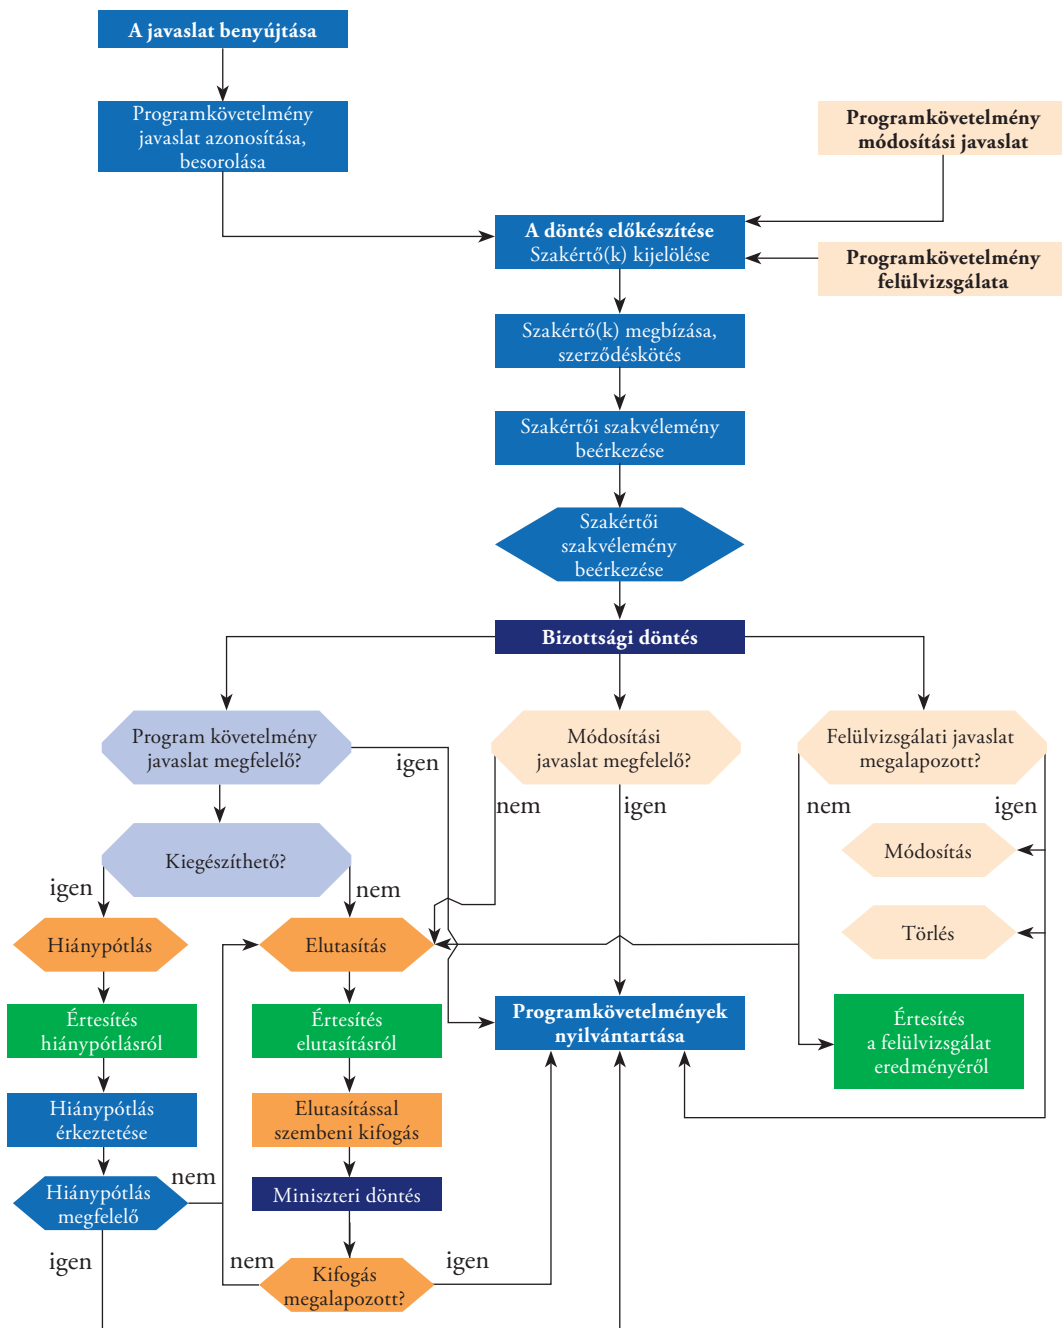 A javaslat benyújtása
Programkövetelmény
javaslat azonosítása,
besorolása
Programkövetelmény
módosítási javaslat
A döntés előkészítése
Szakértő(k) kijelölése
Programkövetelmény
felülvizsgálata
Szakértő(k) megbízása,
szerződéskötés
Szakértői szakvélemény
beérkezése
Szakértői
szakvélemény
beérkezése
Bizottsági döntés
Program követelmény
javaslat megfelelő?
igen
Módosítási
javaslat megfelelő?
nem
igen
Felülvizsgálati javaslat
megalapozott?
nem
igen
Kiegészíthető?
igen
nem
Módosítás
Törlés
Hiánypótlás
Elutasítás
Értesítés
hiánypótlásról
Értesítés
elutasításról
Programkövetelmények
nyilvántartása
Értesítés
a felülvizsgálat
eredményéről
Hiánypótlás
érkeztetése
Elutasítással
szembeni kifogás
Hiánypótlás
megfelelő
nem
igen
Miniszteri döntés
Kifogás
megalapozott?
nem
igen